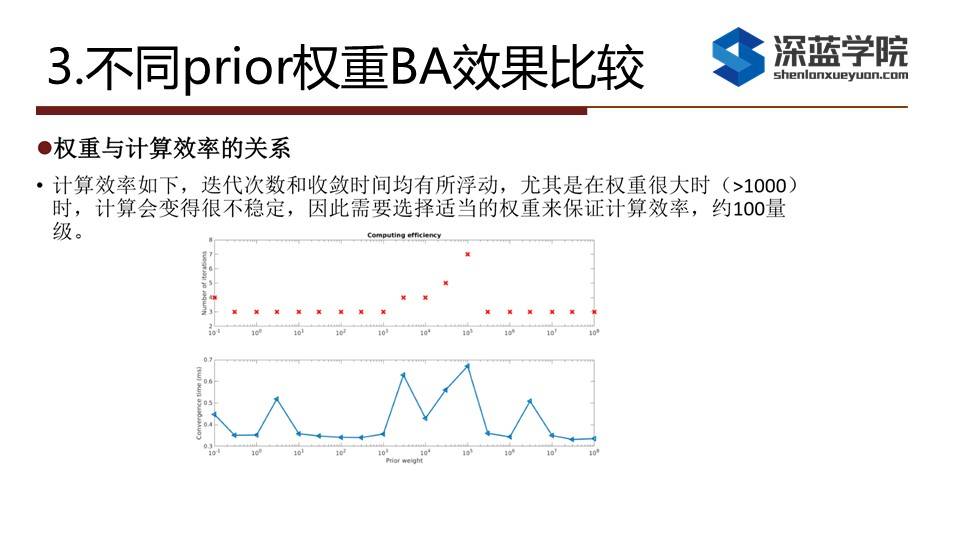 3.不同prior权重BA效果比较
深蓝学院
shenlanxueyuan.com
●权重与计算效率的关系
• 计算效率如下，迭代次数和收敛时间均有所浮动，尤其是在权重很大时（>1000）
时，计算会变得很不稳定，因此需要选择适当的权重来保证计算效率，约100量
级。
Computing efficiency
Number of iterations
8
7
6
5
4
3
2
10^-1 10^0 10^1 10^2 10^3 10^4 10^5 10^6 10^7 10^8
Convergence time (ms)
0.7
0.6
0.5
0.4
0.3
10^-1 10^0 10^1 10^2 10^3 10^4 10^5 10^6 10^7 10^8
Prior weight